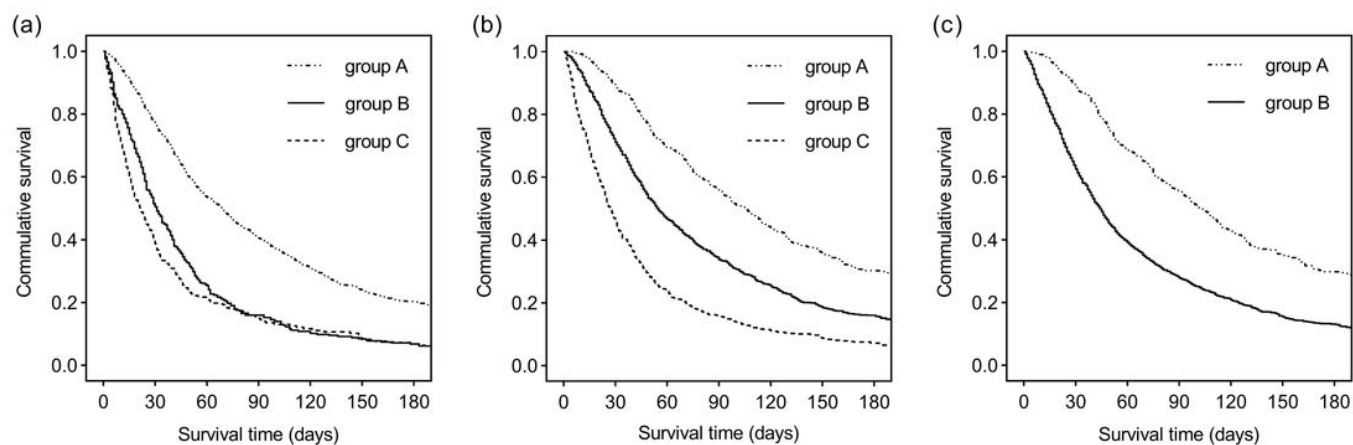 (a)
Commulative survival
1.0
0.8
0.6
0.4
0.2
0.0
group A
group B
group C
0 30 60 90 120 150 180
Survival time (days)
(b)
Commulative survival
1.0
0.8
0.6
0.4
0.2
0.0
group A
group B
group C
0 30 60 90 120 150 180
Survival time (days)
(c)
Commulative survival
1.0
0.8
0.6
0.4
0.2
0.0
group A
group B
0 30 60 90 120 150 180
Survival time (days)